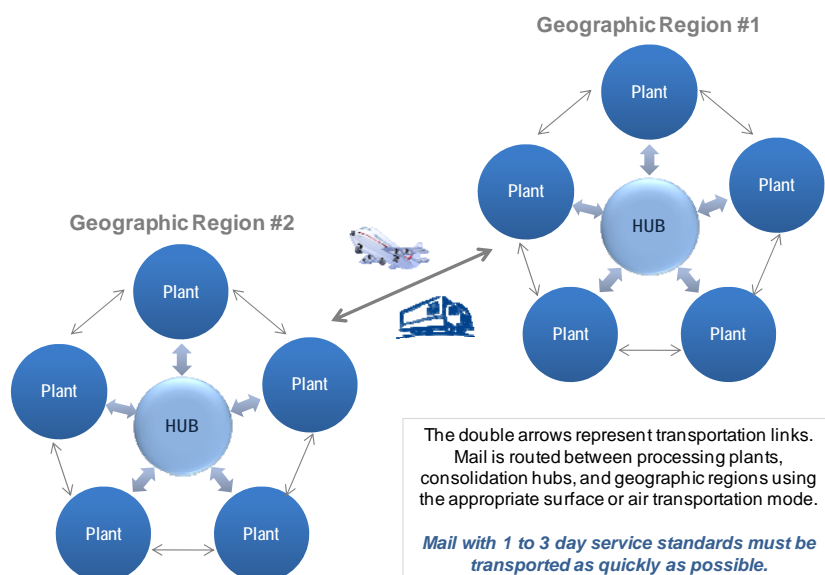 Geographic Region #1
Plant
Plant
Plant
HUB
Plant
Plant
Geographic Region #2
Plant
Plant
Plant
HUB
Plant
Plant
The double arrows represent transportation links.
Mail is routed between processing plants,
consolidation hubs, and geographic regions using
the appropriate surface or air transportation mode.
Mail with 1 to 3 day service standards must be
transported as quickly as possible.